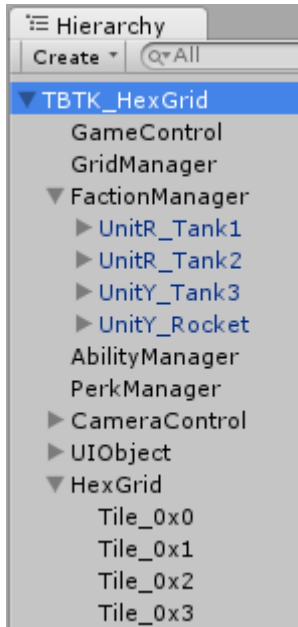 Hierarchy
Create All
TBTK_HexGrid
GameControl
GridManager
FactionManager
UnitR_Tank1
UnitR_Tank2
UnitY_Tank3
UnitY_Rocket
AbilityManager
PerkManager
CameraControl
UIObject
HexGrid
Tile_0x0
Tile_0x1
Tile_0x2
Tile_0x3